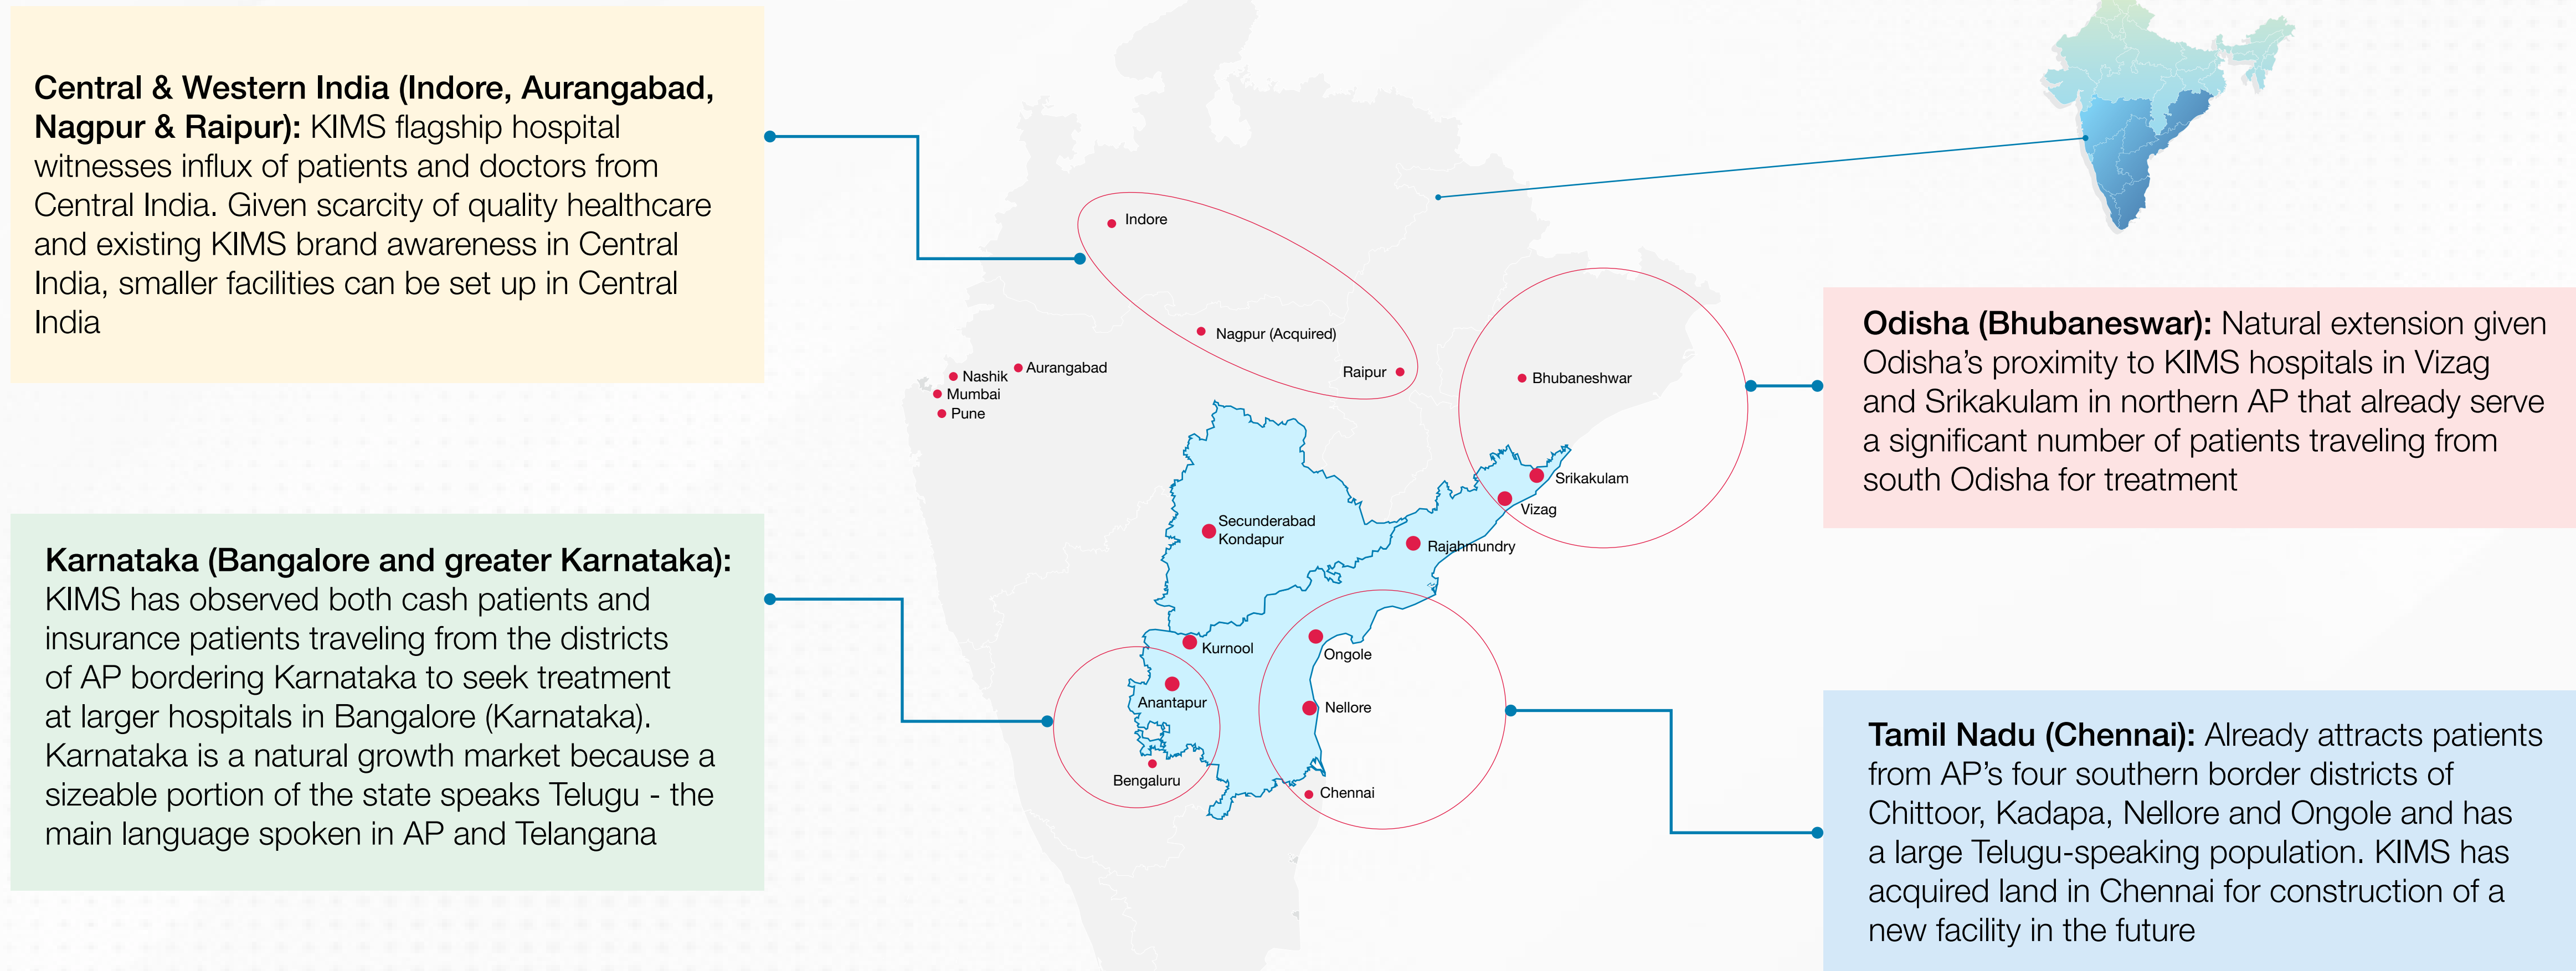 Central & Western India (Indore, Aurangabad,
Nagpur & Raipur): KIMS flagship hospital
witnesses influx of patients and doctors from
Central India. Given scarcity of quality healthcare
and existing KIMS brand awareness in Central
India, smaller facilities can be set up in Central
India
Karnataka (Bangalore and greater Karnataka):
KIMS has observed both cash patients and
insurance patients traveling from the districts
of AP bordering Karnataka to seek treatment
at larger hospitals in Bangalore (Karnataka).
Karnataka is a natural growth market because a
sizeable portion of the state speaks Telugu - the
main language spoken in AP and Telangana
Indore
Nagpur (Acquired)
Raipur
Aurangabad
Nashik
Mumbai
Pune
Bhubaneshwar
Srikakulam
Vizag
Secunderabad
Kondapur
Rajahmundry
Kurnool
Ongole
Anantapur
Nellore
Bengaluru
Chennai
Odisha (Bhubaneswar): Natural extension given
Odisha’s proximity to KIMS hospitals in Vizag
and Srikakulam in northern AP that already serve
a significant number of patients traveling from
south Odisha for treatment
Tamil Nadu (Chennai): Already attracts patients
from AP’s four southern border districts of
Chittoor, Kadapa, Nellore and Ongole and has
a large Telugu-speaking population. KIMS has
acquired land in Chennai for construction of a
new facility in the future